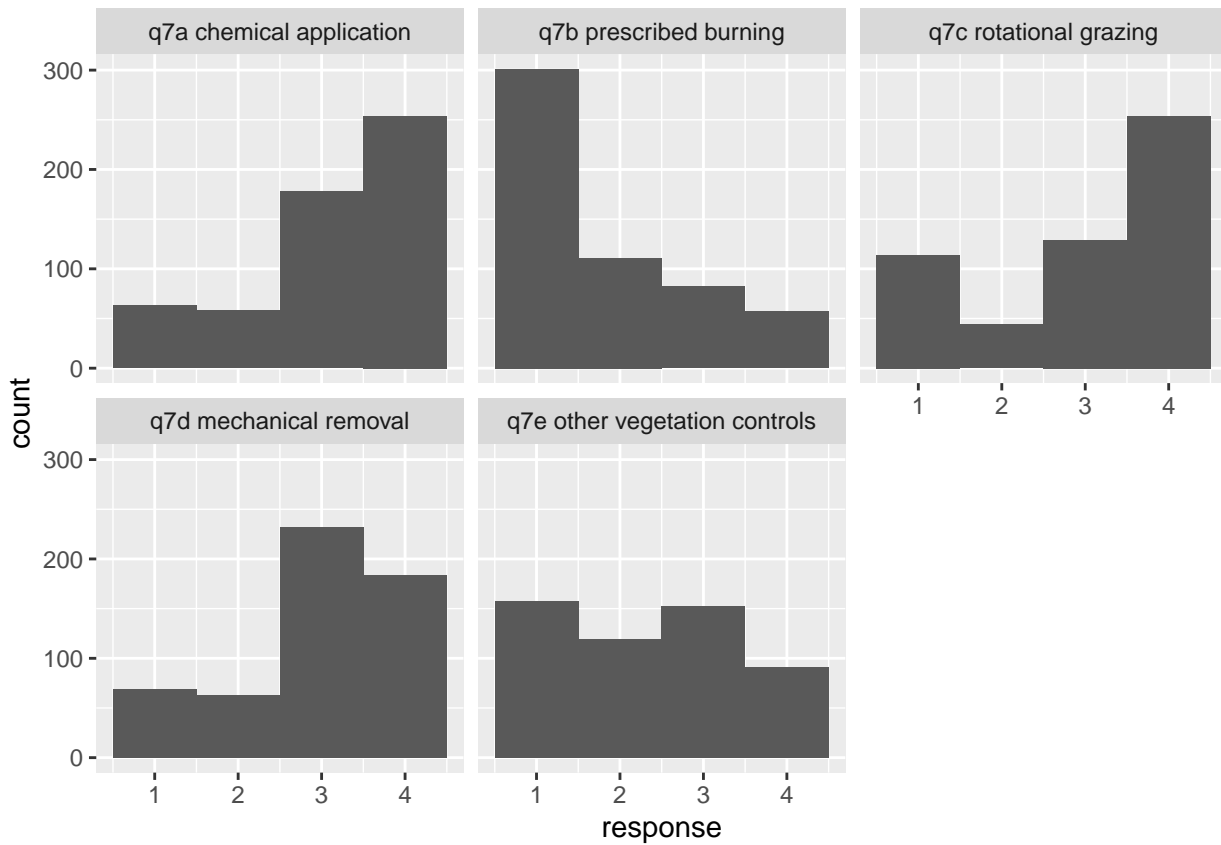 q7a chemical application
q7b prescribed burning
q7c rotational grazing
300
200
100
0
1 2 3 4
q7d mechanical removal
q7e other vegetation controls
300
200
100
0
1 2 3 4
1 2 3 4
count
response